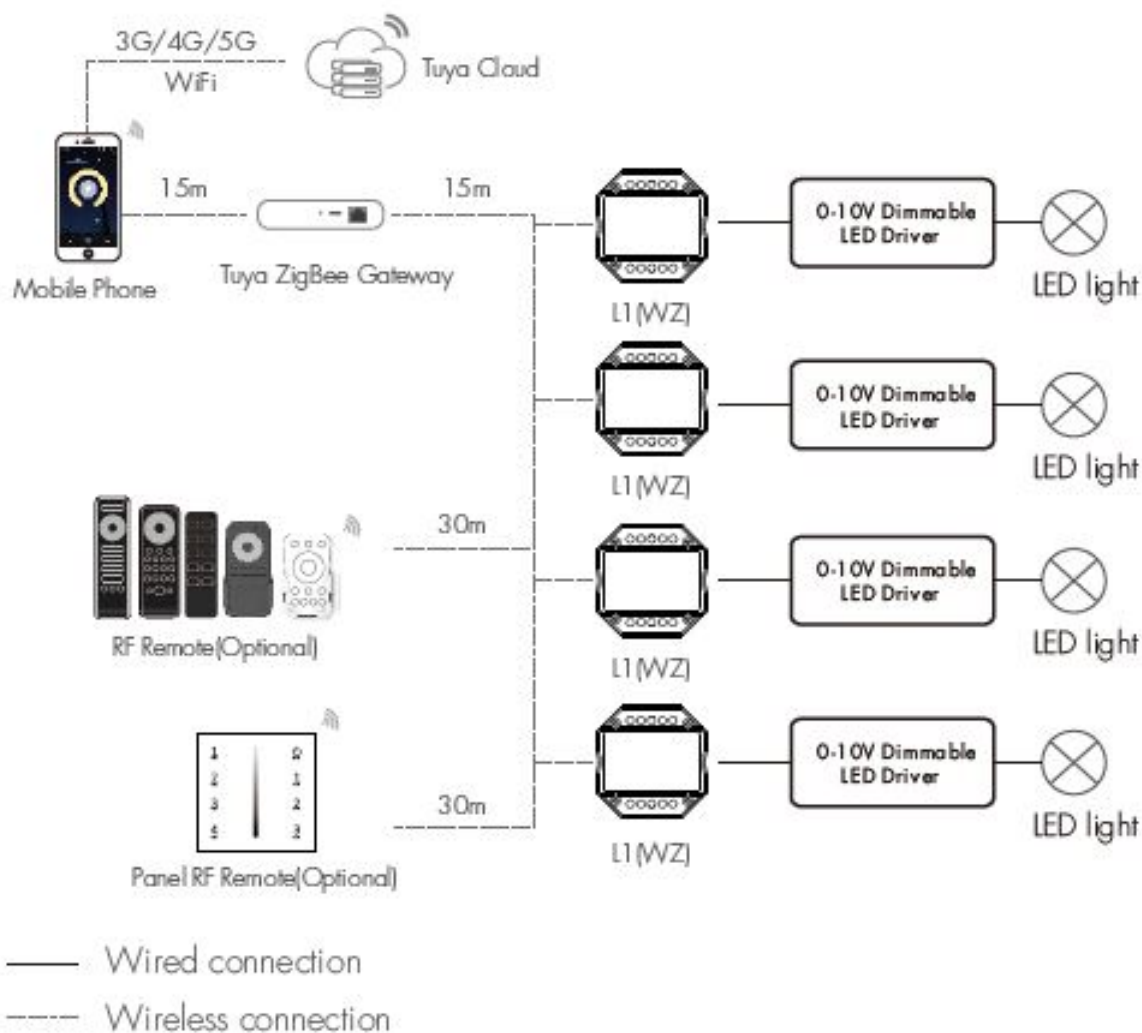 3G/4G/5G
WiFi
Tuya Cloud
15m
15m
Mobile Phone
Tuya ZigBee Gateway
L1(WZ)
0-10V Dimmable
LED Driver
LED light
L1(WZ)
0-10V Dimmable
LED Driver
LED light
30m
RF Remote(Optional)
L1(WZ)
0-10V Dimmable
LED Driver
LED light
30m
Panel RF Remote(Optional)
L1(WZ)
0-10V Dimmable
LED Driver
LED light
Wired connection
Wireless connection